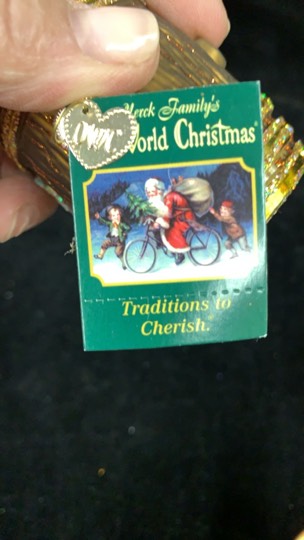 Merck Family's
World Christmas®
Traditions to
Cherish.®